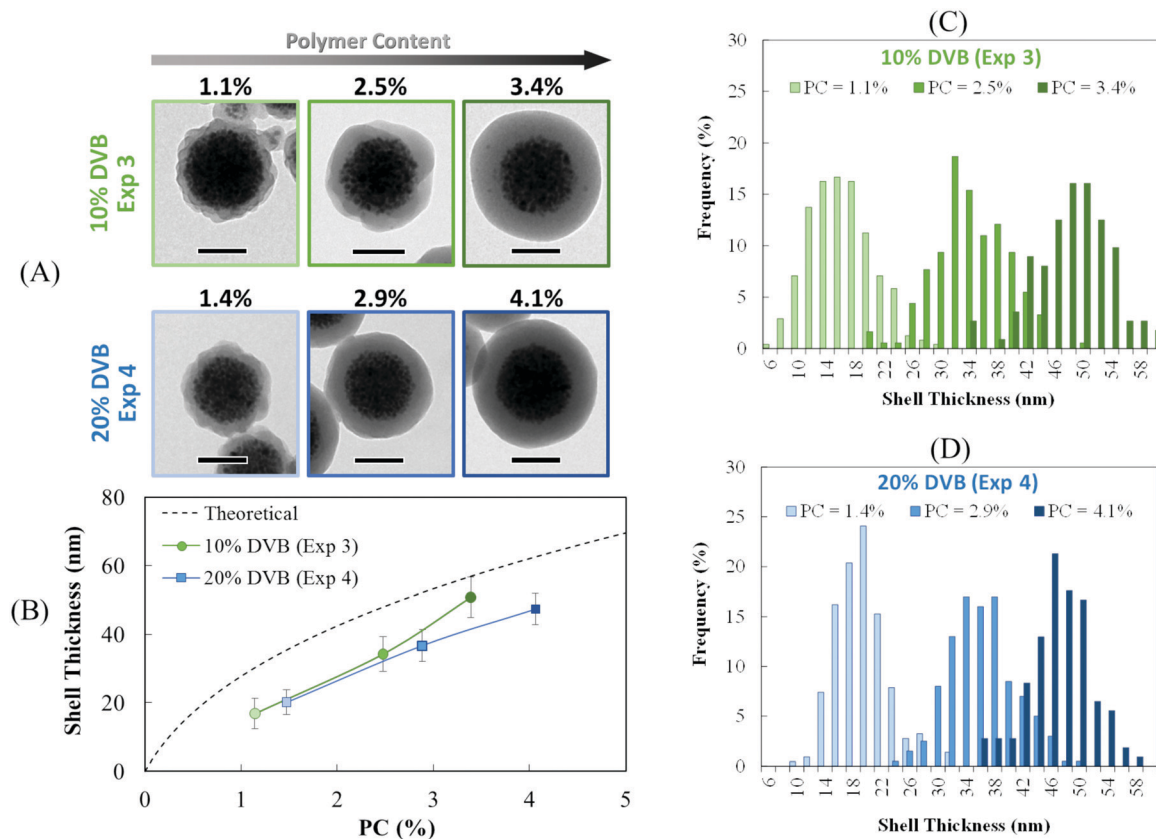 Polymer Content
1.1% 2.5% 3.4%
10% DVB
Exp 3
(A)
1.4% 2.9% 4.1%
20% DVB
Exp 4
(B)
Shell Thickness (nm)
80
60
40
20
0
Theoretical
10% DVB (Exp 3)
20% DVB (Exp 4)
0 1 2 3 4 5
PC (%)
(C)
10% DVB (Exp 3)
PC = 1.1% PC = 2.5% PC = 3.4%
Frequency (%)
30
25
20
15
10
5
0
6 10 14 18 22 26 30 34 38 42 46 50 54 58
Shell Thickness (nm)
(D)
20% DVB (Exp 4)
PC = 1.4% PC = 2.9% PC = 4.1%
Frequency (%)
30
25
20
15
10
5
0
6 10 14 18 22 26 30 34 38 42 46 50 54 58
Shell Thickness (nm)